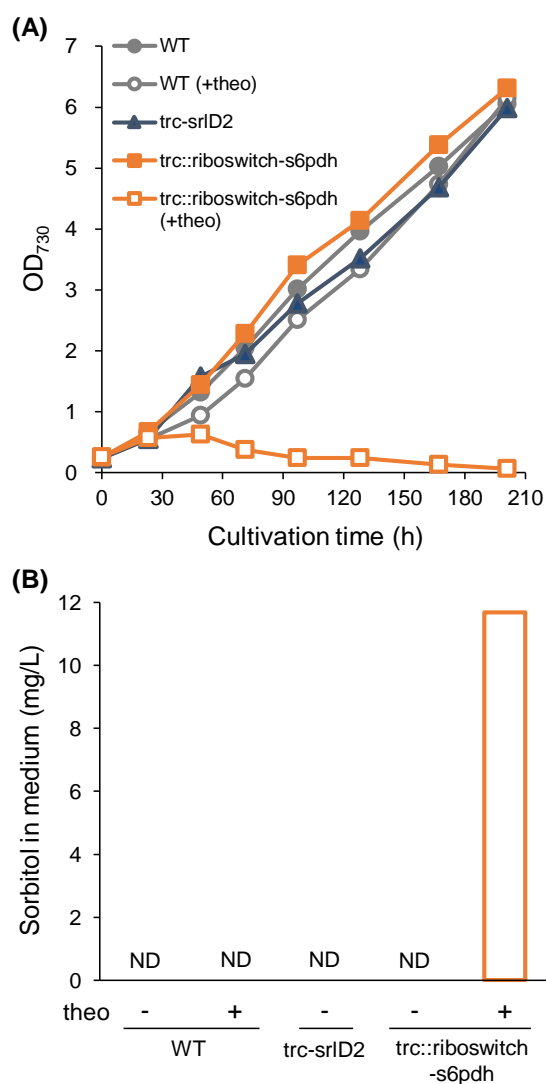 (A)
7
6
5
4
3
2
1
0
OD730
WT
WT (+theo)
trc-srlD2
trc::riboswitch-s6pdh
trc::riboswitch-s6pdh
(+theo)
0 30 60 90 120 150 180 210
Cultivation time (h)
(B)
12
10
8
6
4
2
0
Sorbitol in medium (mg/L)
ND ND ND ND
theo - + - - +
WT trc-srlD2 trc::riboswitch
-s6pdh